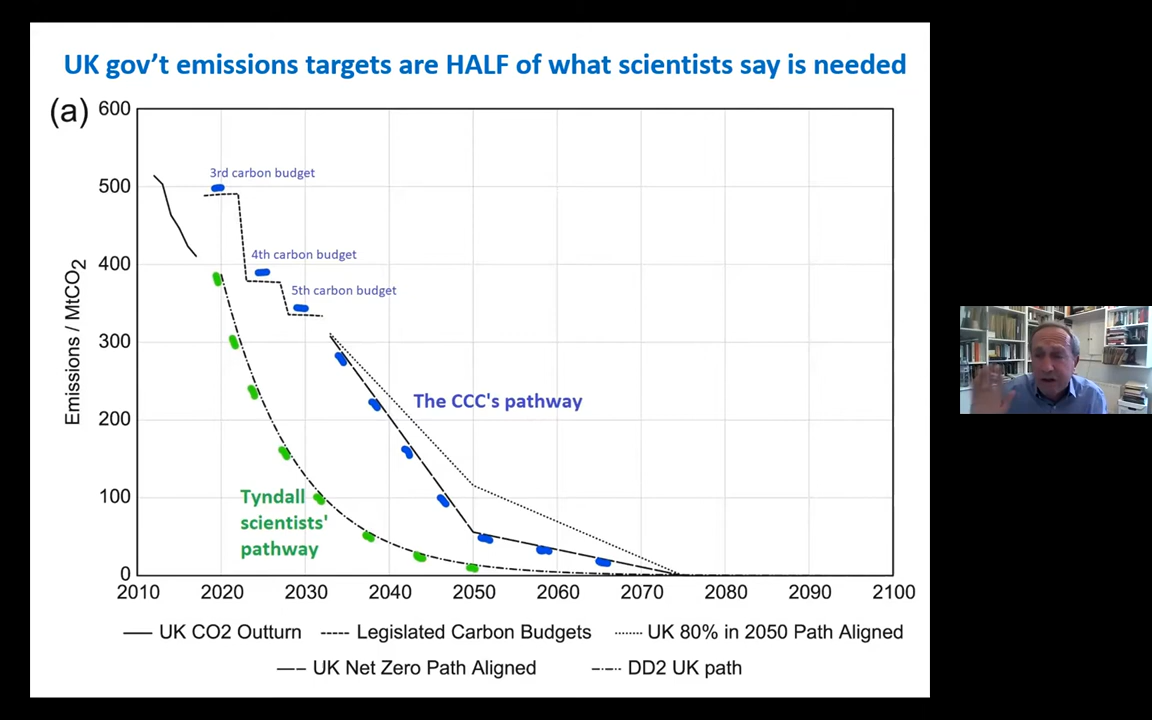 UK gov't emissions targets are HALF of what scientists say is needed
(a)
600
500
400
300
200
100
0
Emissions / MtCO2
3rd carbon budget
4th carbon budget
5th carbon budget
The CCC's pathway
Tyndall
scientists'
pathway
2010 2020 2030 2040 2050 2060 2070 2080 2090 2100
UK CO2 Outturn Legislated Carbon Budgets UK 80% in 2050 Path Aligned
UK Net Zero Path Aligned DD2 UK path